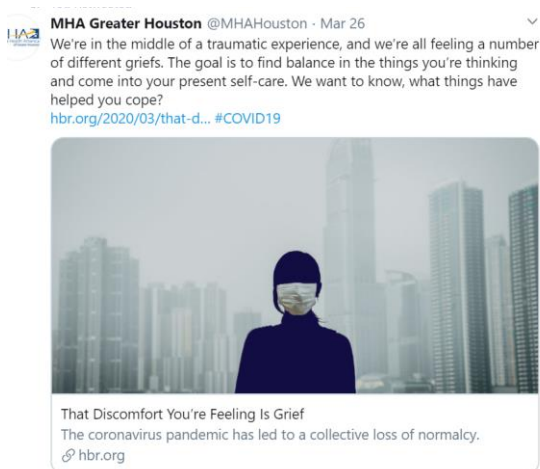 MHA Greater Houston @MHAHouston · Mar 26
We're in the middle of a traumatic experience, and we're all feeling a number
of different griefs. The goal is to find balance in the things you're thinking
and come into your present self-care. We want to know, what things have
helped you cope?
hbr.org/2020/03/that-d... #COVID19
That Discomfort You're Feeling Is Grief
The coronavirus pandemic has led to a collective loss of normalcy.
hbr.org